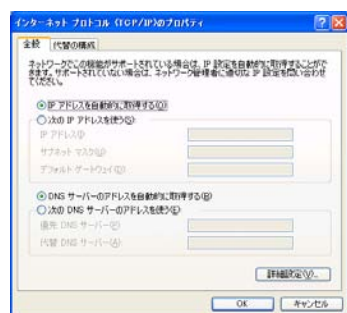 インターネット プロトコル (TCP/IP)のプロパティ
全般 代替の構成
ネットワークでこの機能がサポートされている場合は、IP 設定を自動的に取得することがで
きます。サポートされていない場合は、ネットワーク管理者に適切な IP 設定を問い合わせ
てください。
IP アドレスを自動的に取得する(O)
次の IP アドレスを使う(S):
IP アドレス(I):
サブネット マスク(U):
デフォルト ゲートウェイ(D):
DNS サーバーのアドレスを自動的に取得する(B)
次の DNS サーバーのアドレスを使う(E):
優先 DNS サーバー(P):
代替 DNS サーバー(A):
詳細設定(V)...
OK キャンセル